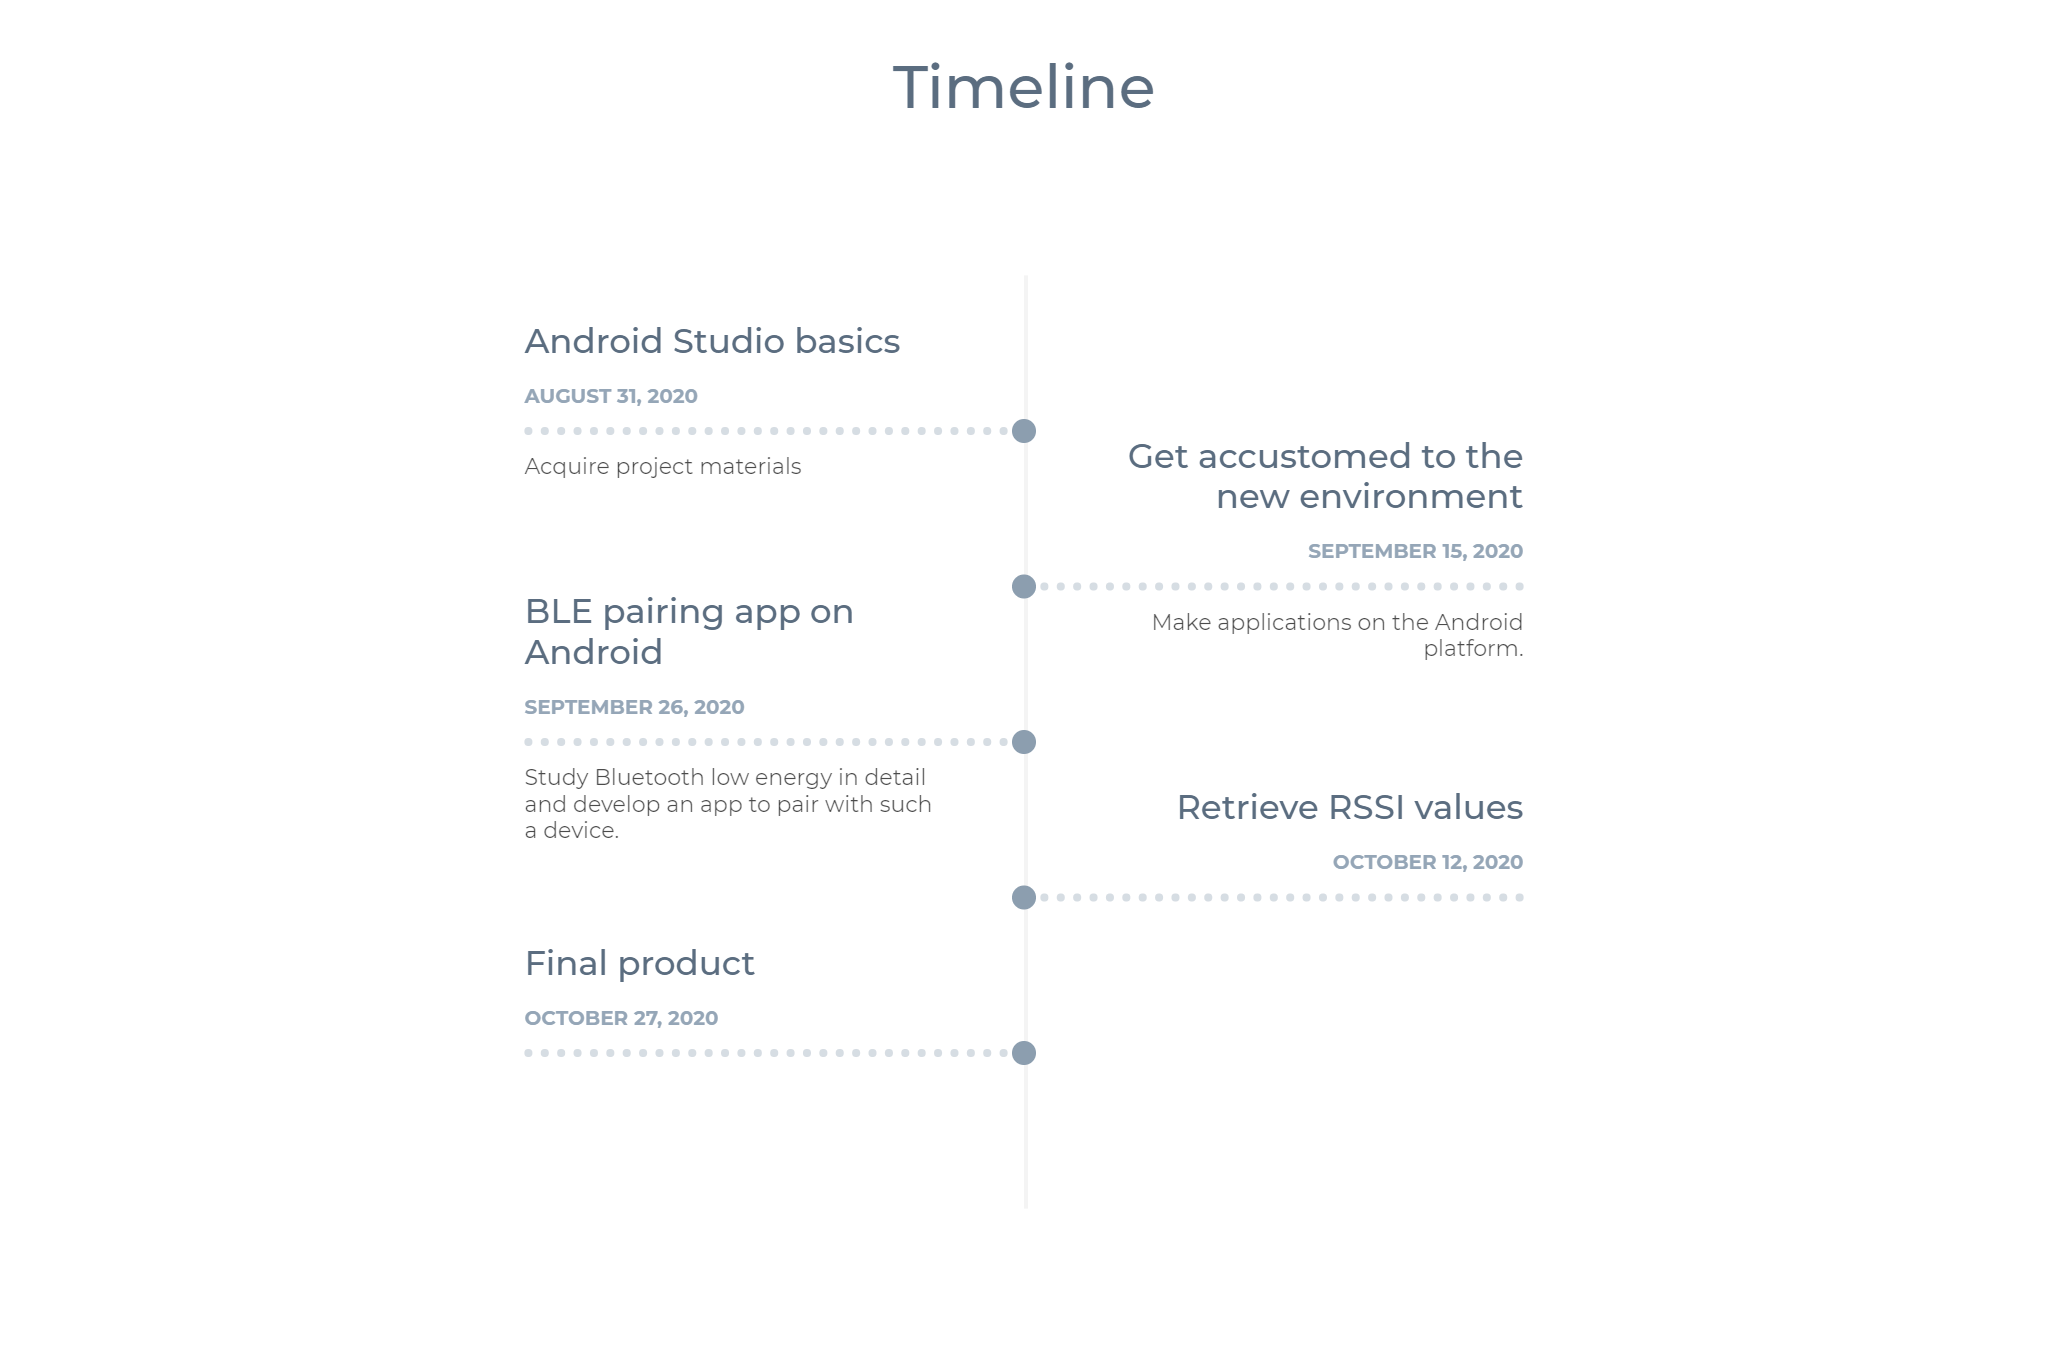 Timeline
Android Studio basics
AUGUST 31, 2020
Acquire project materials
Get accustomed to the
new environment
SEPTEMBER 15, 2020
Make applications on the Android
platform.
BLE pairing app on
Android
SEPTEMBER 26, 2020
Study Bluetooth low energy in detail
and develop an app to pair with such
a device.
Retrieve RSSI values
OCTOBER 12, 2020
Final product
OCTOBER 27, 2020